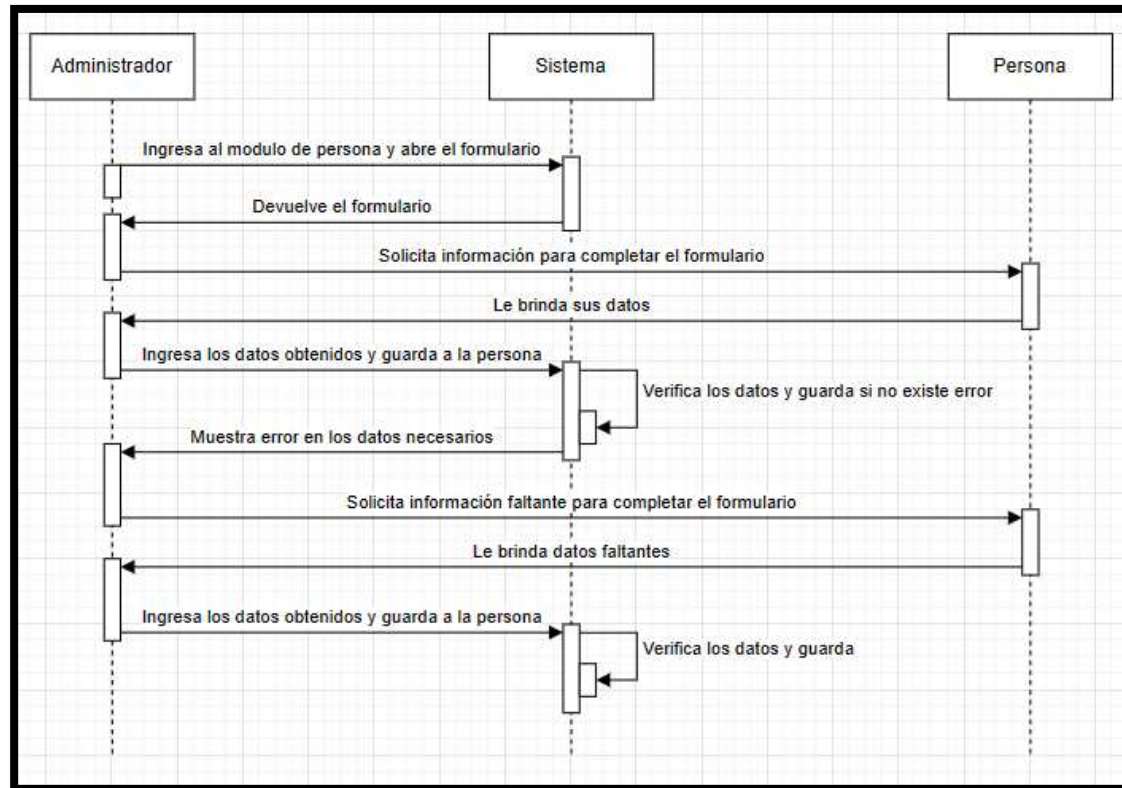 Administrador
Sistema
Persona
Ingresa al modulo de persona y abre el formulario
Devuelve el formulario
Solicita información para completar el formulario
Le brinda sus datos
Ingresa los datos obtenidos y guarda a la persona
Verifica los datos y guarda si no existe error
Muestra error en los datos necesarios
Solicita información faltante para completar el formulario
Le brinda datos faltantes
Ingresa los datos obtenidos y guarda a la persona
Verifica los datos y guarda